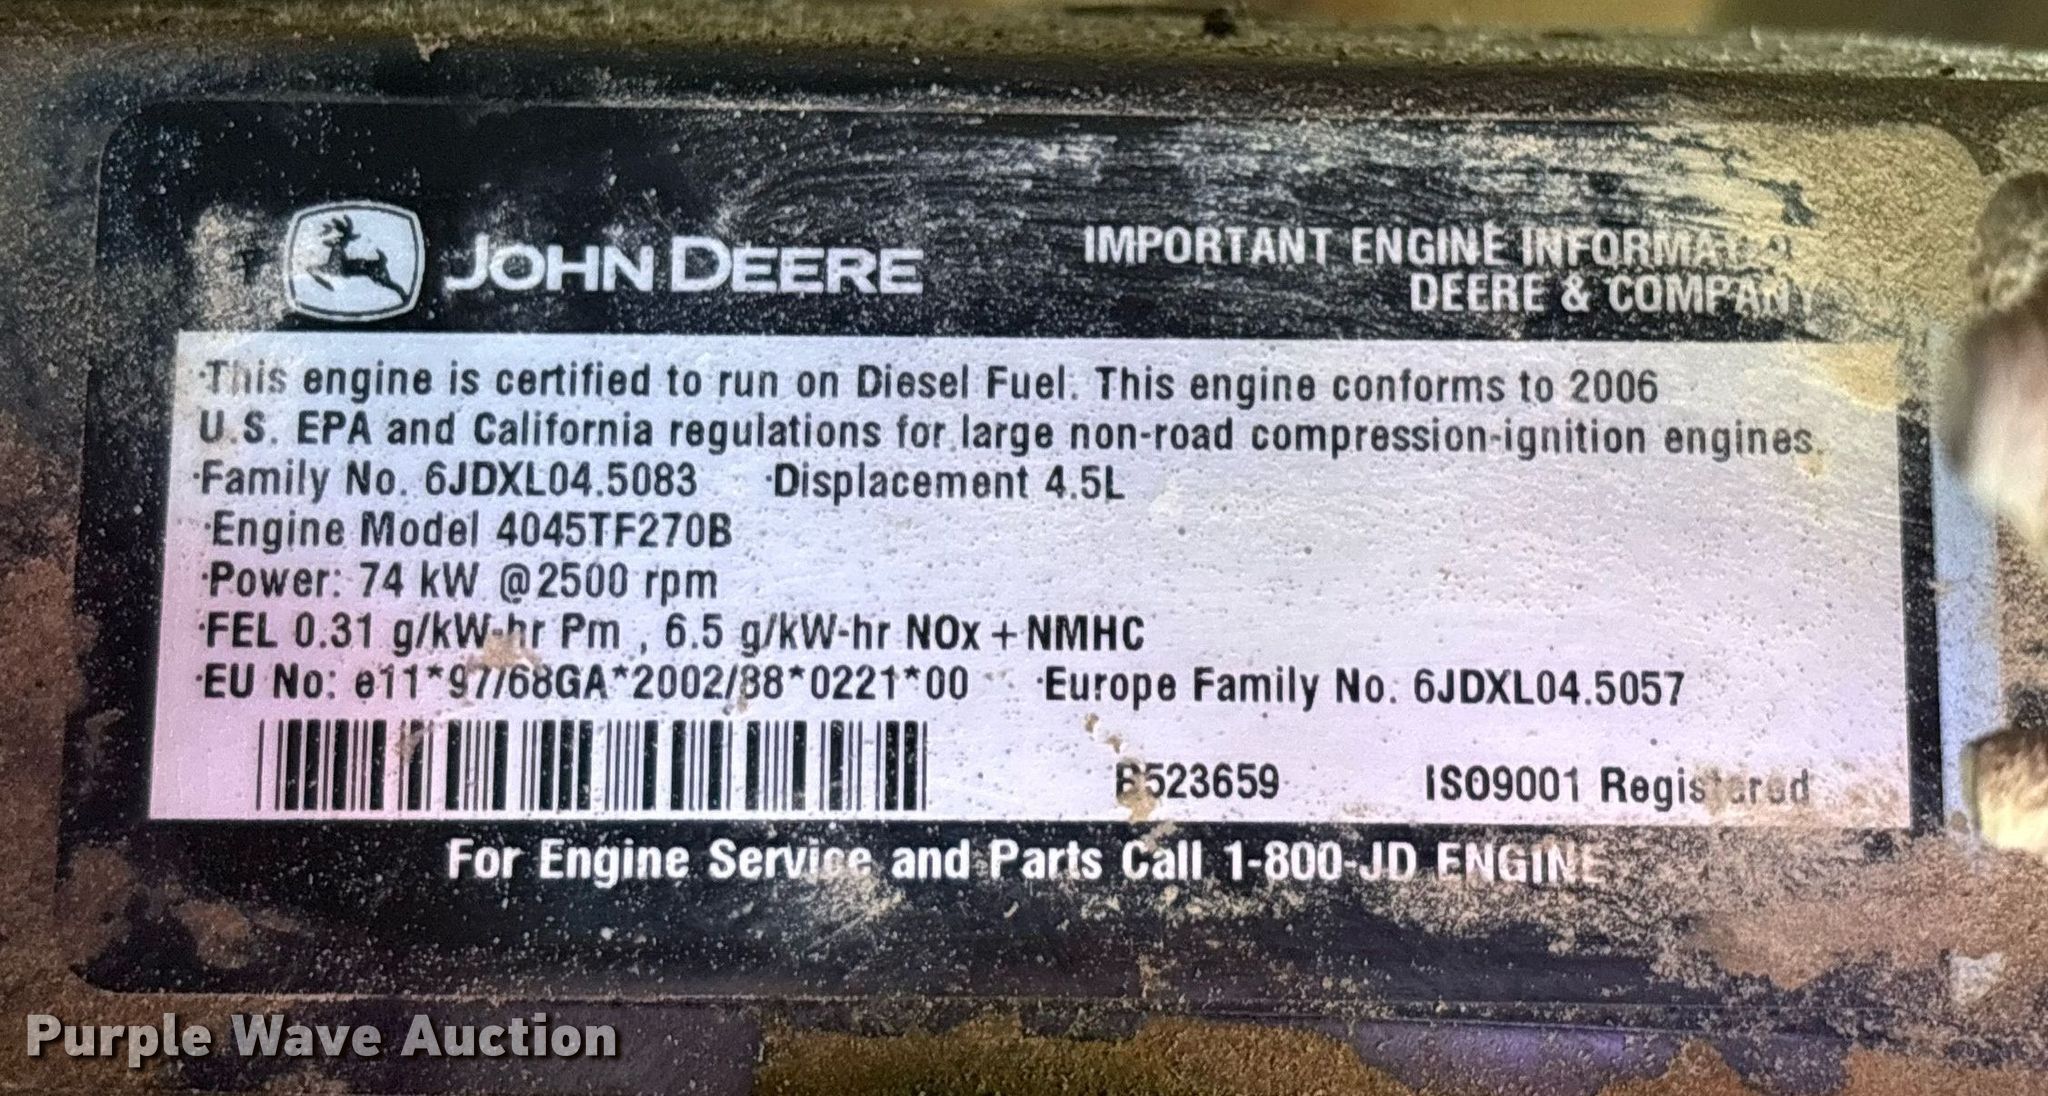 JOHN DEERE
IMPORTANT ENGINE
DEERE & COMPANY
·This engine is certified to run on Diesel Fuel. This engine conforms to 2006
U.S. EPA and California regulations for large non-road compression-ignition engines.
·Family No. 6JDXL04.5083 ·Displacement 4.5L
·Engine Model 4045TF270B
·Power: 74 kW @2500 rpm
·FEL 0.31 g/kW-hr Pm , 6.5 g/kW-hr NOx + NMHC
·EU No: e11*97/68GA*2002/88*0221*00 ·Europe Family No. 6JDXL04.5057
ISO9001 Registered
For Engine Service and Parts Call 1-800-JD ENGINE
Purple Wave Auction